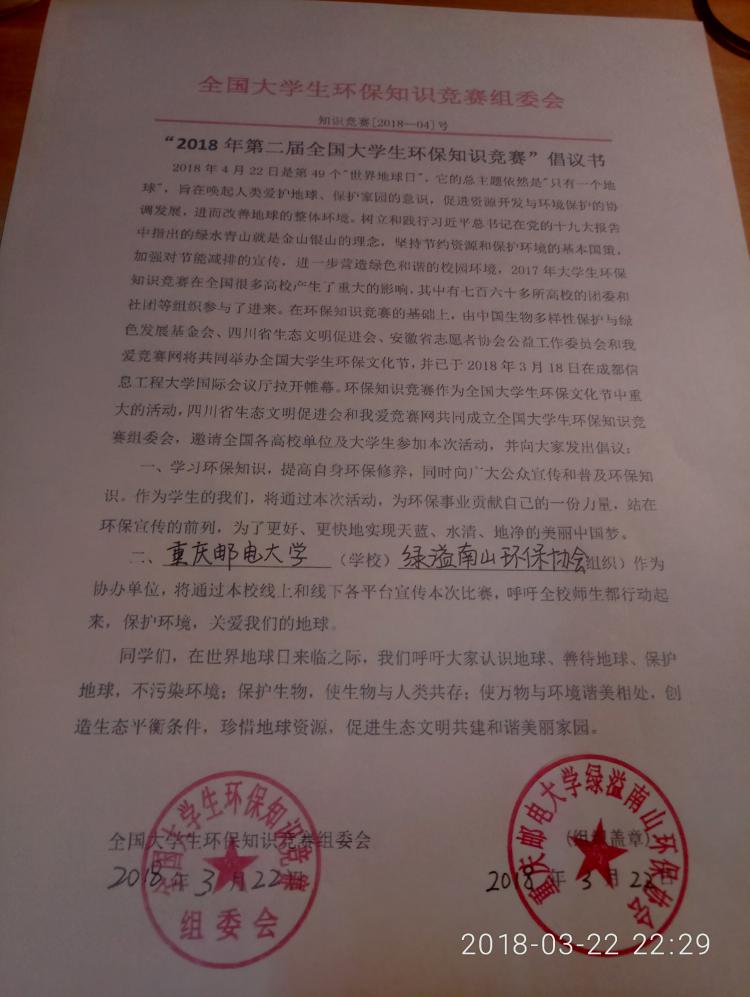 全国大学生环保知识竞赛组委会
知识竞赛[2018—04]号
“2018 年第二届全国大学生环保知识竞赛”倡议书
2018 年 4 月 22 日是第 49 个“世界地球日”，它的总主题依然是“只有一个地
球”，旨在唤起人类爱护地球、保护家园的意识，促进资源开发与环境保护的协
调发展，进而改善地球的整体环境。树立和践行习近平总书记在党的十九大报告
中指出的绿水青山就是金山银山的理念，坚持节约资源和保护环境的基本国策，
加强对节能减排的宣传，进一步营造绿色和谐的校园环境，2017 年大学生环保
知识竞赛在全国很多高校产生了重大的影响，其中有七百六十多所高校的团委和
社团等组织参与了进来。在环保知识竞赛的基础上，由中国生物多样性保护与绿
色发展基金会、四川省生态文明促进会、安徽省志愿者协会公益工作委员会和我
爱竞赛网将共同举办全国大学生环保文化节，并已于 2018 年 3 月 18 日在成都信
息工程大学国际会议厅拉开帷幕。环保知识竞赛作为全国大学生环保文化节中重
大的活动，四川省生态文明促进会和我爱竞赛网共同成立全国大学生环保知识竞
赛组委会，邀请全国各高校单位及大学生参加本次活动，并向大家发出倡议：
一、学习环保知识，提高自身环保修养，同时向广大公众宣传和普及环保知
识。作为学生的我们，将通过本次活动，为环保事业贡献自己的一份力量，站在
环保宣传的前列，为了更好、更快地实现天蓝、水清、地净的美丽中国梦。
二、重庆邮电大学（学校）绿溢南山环保协会组织）作为
协办单位，将通过本校线上和线下各平台宣传本次比赛，呼吁全校师生都行动起
来，保护环境，关爱我们的地球。
同学们，在世界地球日来临之际，我们呼吁大家认识地球、善待地球、保护
地球，不污染环境；保护生物，使生物与人类共存；使万物与环境谐美相处，创
造生态平衡条件，珍惜地球资源，促进生态文明共建和谐美丽家园。
全国大学生环保知识竞赛组委会
（组织盖章）
2018 年 3 月 22 日
2018 年 3 月 22 日
全国大学生环保知识竞赛
组委会
重庆邮电大学绿溢南山环保协会
2018-03-22 22:29